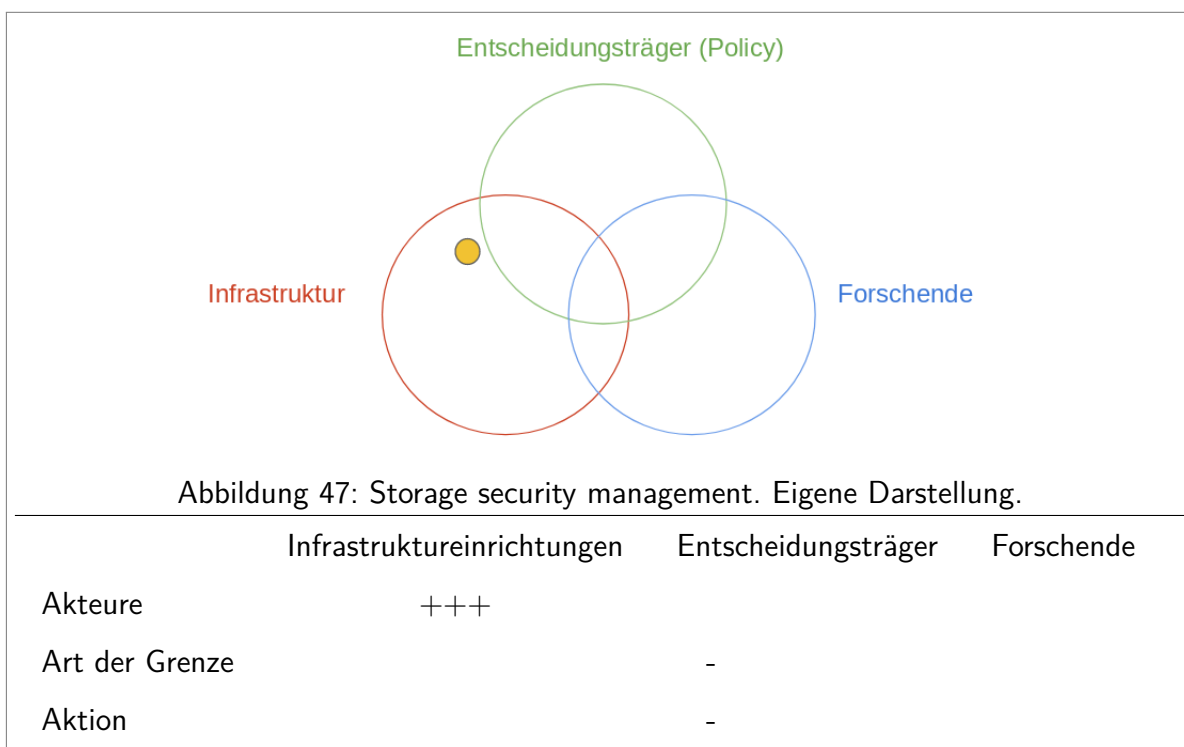 Entscheidungsträger (Policy)
Infrastruktur
Forschende
Abbildung 47: Storage security management. Eigene Darstellung.
Infrastruktureinrichtungen Entscheidungsträger Forschende
Akteure +++
Art der Grenze -
Aktion -